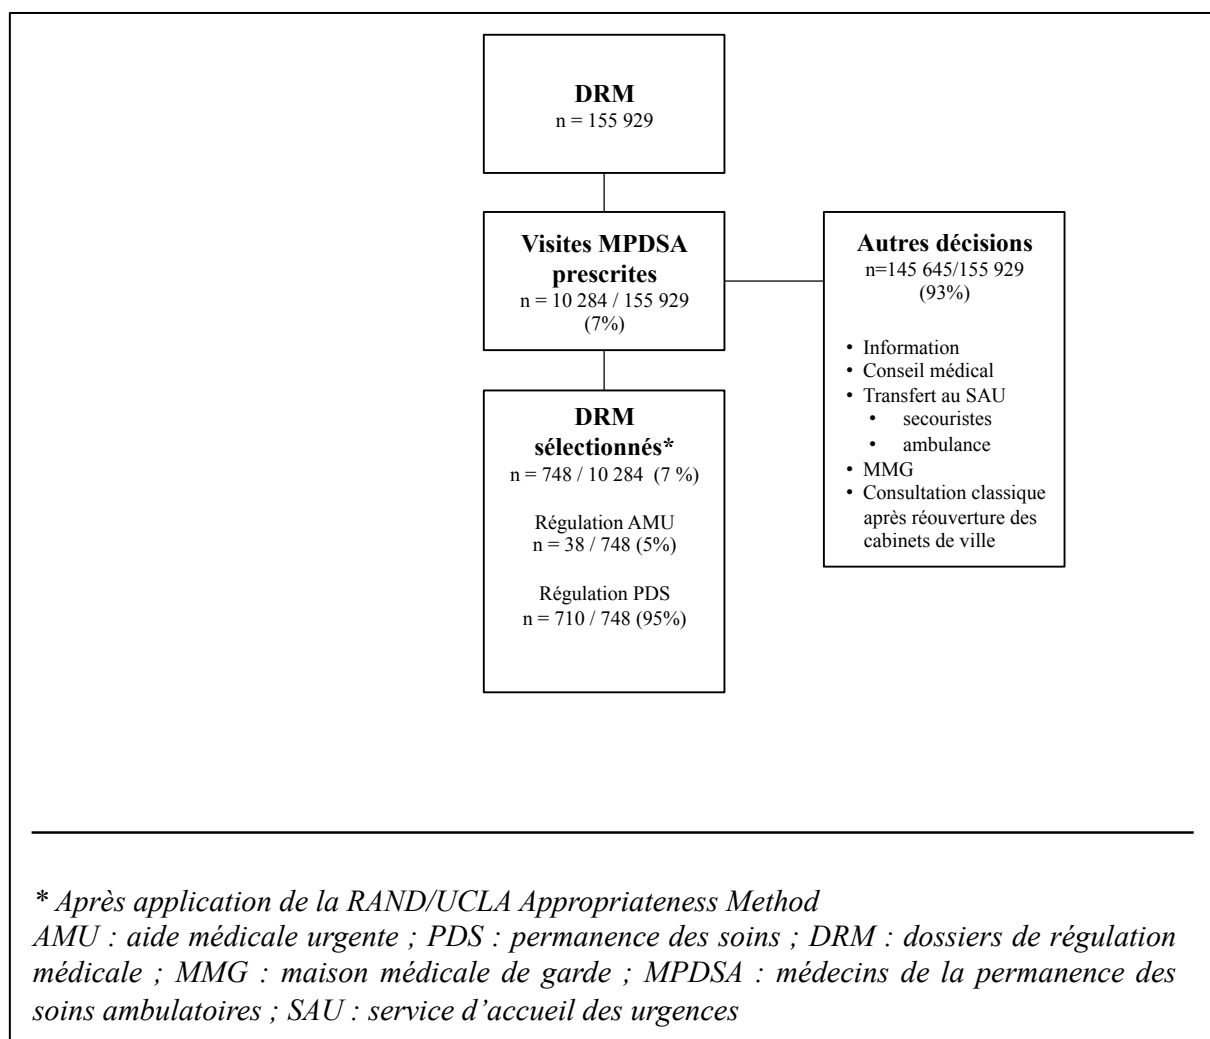 DRM
n = 155 929
Visites MPDSA
prescrites
n = 10 284 / 155 929
(7%)
Autres décisions
n=145 645/155 929
(93%)
• Information
• Conseil médical
• Transfert au SAU
• secouristes
• ambulance
• MMG
• Consultation classique
après réouverture des
cabinets de ville
DRM
sélectionnés*
n = 748 / 10 284 (7 %)
Régulation AMU
n = 38 / 748 (5%)
Régulation PDS
n = 710 / 748 (95%)
* Après application de la RAND/UCLA Appropriateness Method
AMU : aide médicale urgente ; PDS : permanence des soins ; DRM : dossiers de régulation
médicale ; MMG : maison médicale de garde ; MPDSA : médecins de la permanence des
soins ambulatoires ; SAU : service d’accueil des urgences